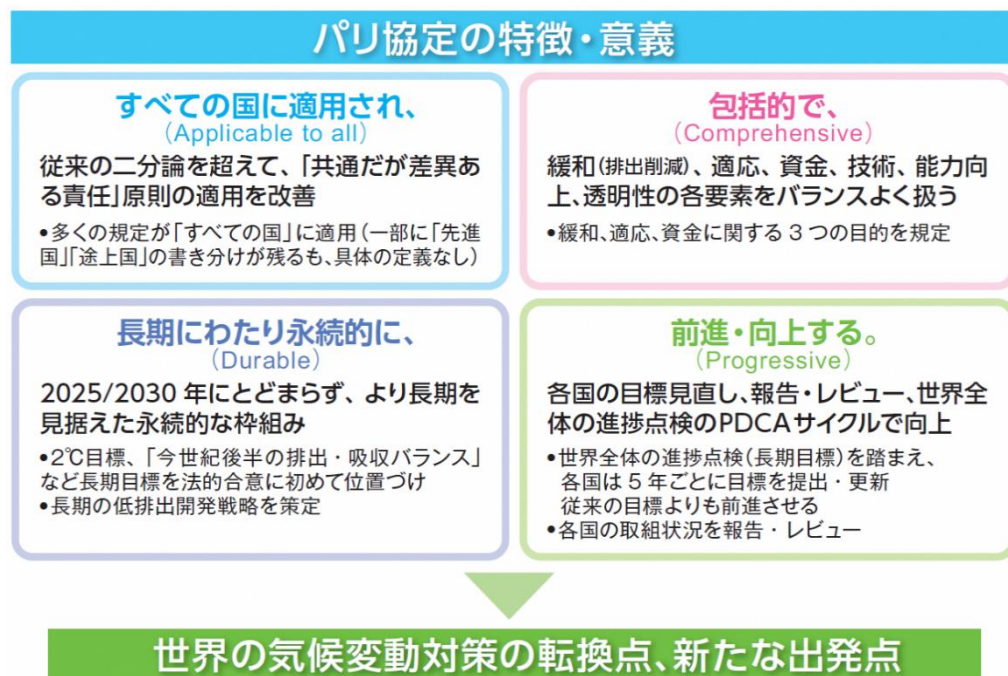 パリ協定の特徴・意義
すべての国に適用され、
(Applicable to all)
従来の二分論を超えて、「共通だが差異あ
る責任」原則の適用を改善
•多くの規定が「すべての国」に適用(一部に「先進
国」「途上国」の書き分けが残るも、具体の定義なし)
包括的で、
(Comprehensive)
緩和(排出削減)、適応、資金、技術、能力向
上、透明性の各要素をバランスよく扱う
•緩和、適応、資金に関する 3 つの目的を規定
長期にわたり永続的に、
(Durable)
2025/2030 年にとどまらず、より長期を
見据えた永続的な枠組み
•2℃目標、「今世紀後半の排出・吸収バランス」
など長期目標を法的合意に初めて位置づけ
•長期の低排出開発戦略を策定
前進・向上する。
(Progressive)
各国の目標見直し、報告・レビュー、世界全
体の進捗点検のPDCAサイクルで向上
•世界全体の進捗点検(長期目標)を踏まえ、
各国は 5 年ごとに目標を提出・更新
従来の目標よりも前進させる
•各国の取組状況を報告・レビュー
世界の気候変動対策の転換点、新たな出発点